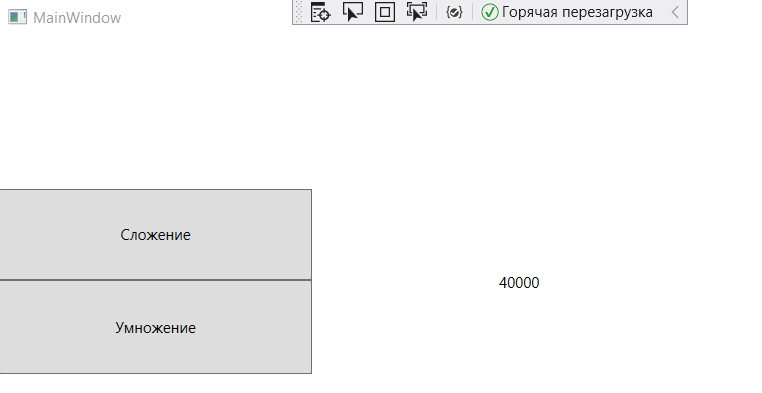 MainWindow
Горячая перезагрузка
Сложение
40000
Умножение